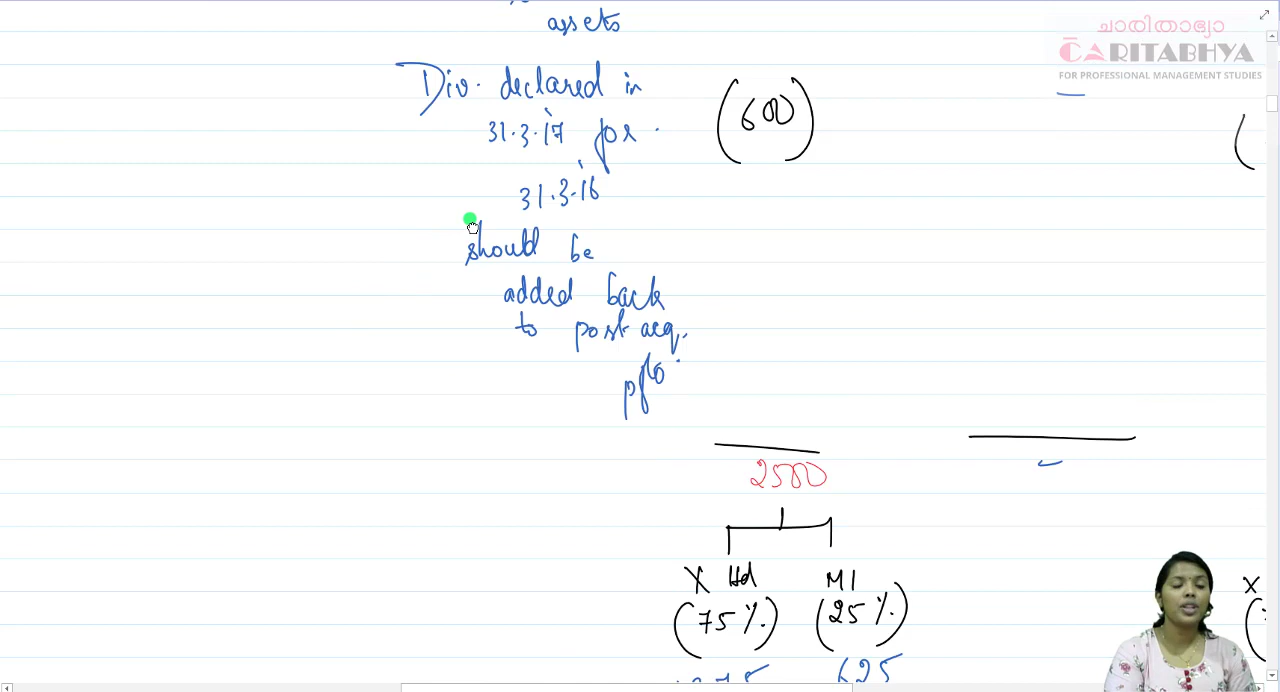 assets
ചാരിതാഭ്യാ
CARITABHYA
FOR PROFESSIONAL MANAGEMENT STUDIES
Div. declared in
31.3.17 for
31.3.16
(600)
(
should be
added back
to post acq.
pft
2500
X Ltd
MI
(75%)
(25%)
625
X